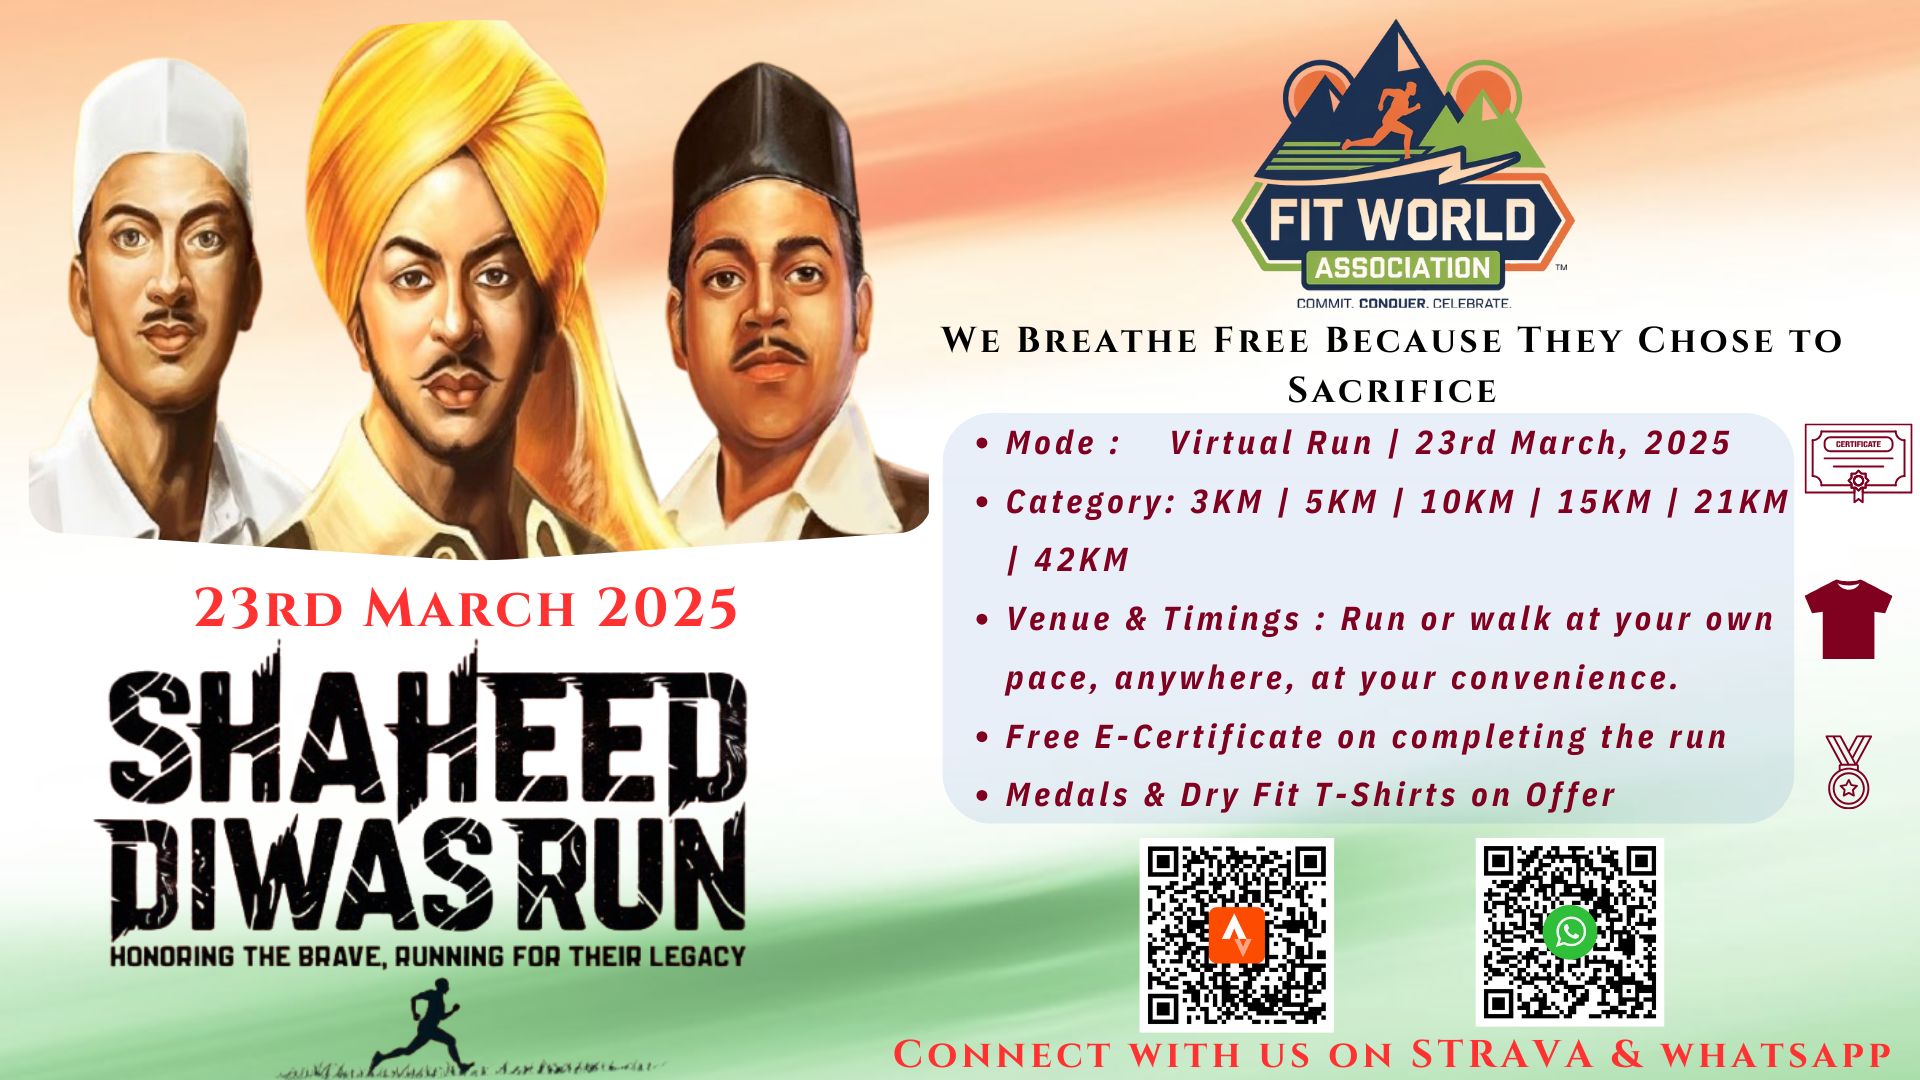 FIT WORLD
ASSOCIATION
TM
COMMIT. CONQUER. CELEBRATE.
We Breathe Free Because They Chose to
Sacrifice
• Mode : Virtual Run | 23rd March, 2025
• Category: 3KM | 5KM | 10KM | 15KM | 21KM
| 42KM
• Venue & Timings : Run or walk at your own
pace, anywhere, at your convenience.
• Free E-Certificate on completing the run
• Medals & Dry Fit T-Shirts on Offer
CERTIFICATE
23rd March 2025
SHAHEED
DIWAS RUN
HONORING THE BRAVE, RUNNING FOR THEIR LEGACY
Connect with us on STRAVA & whatsapp